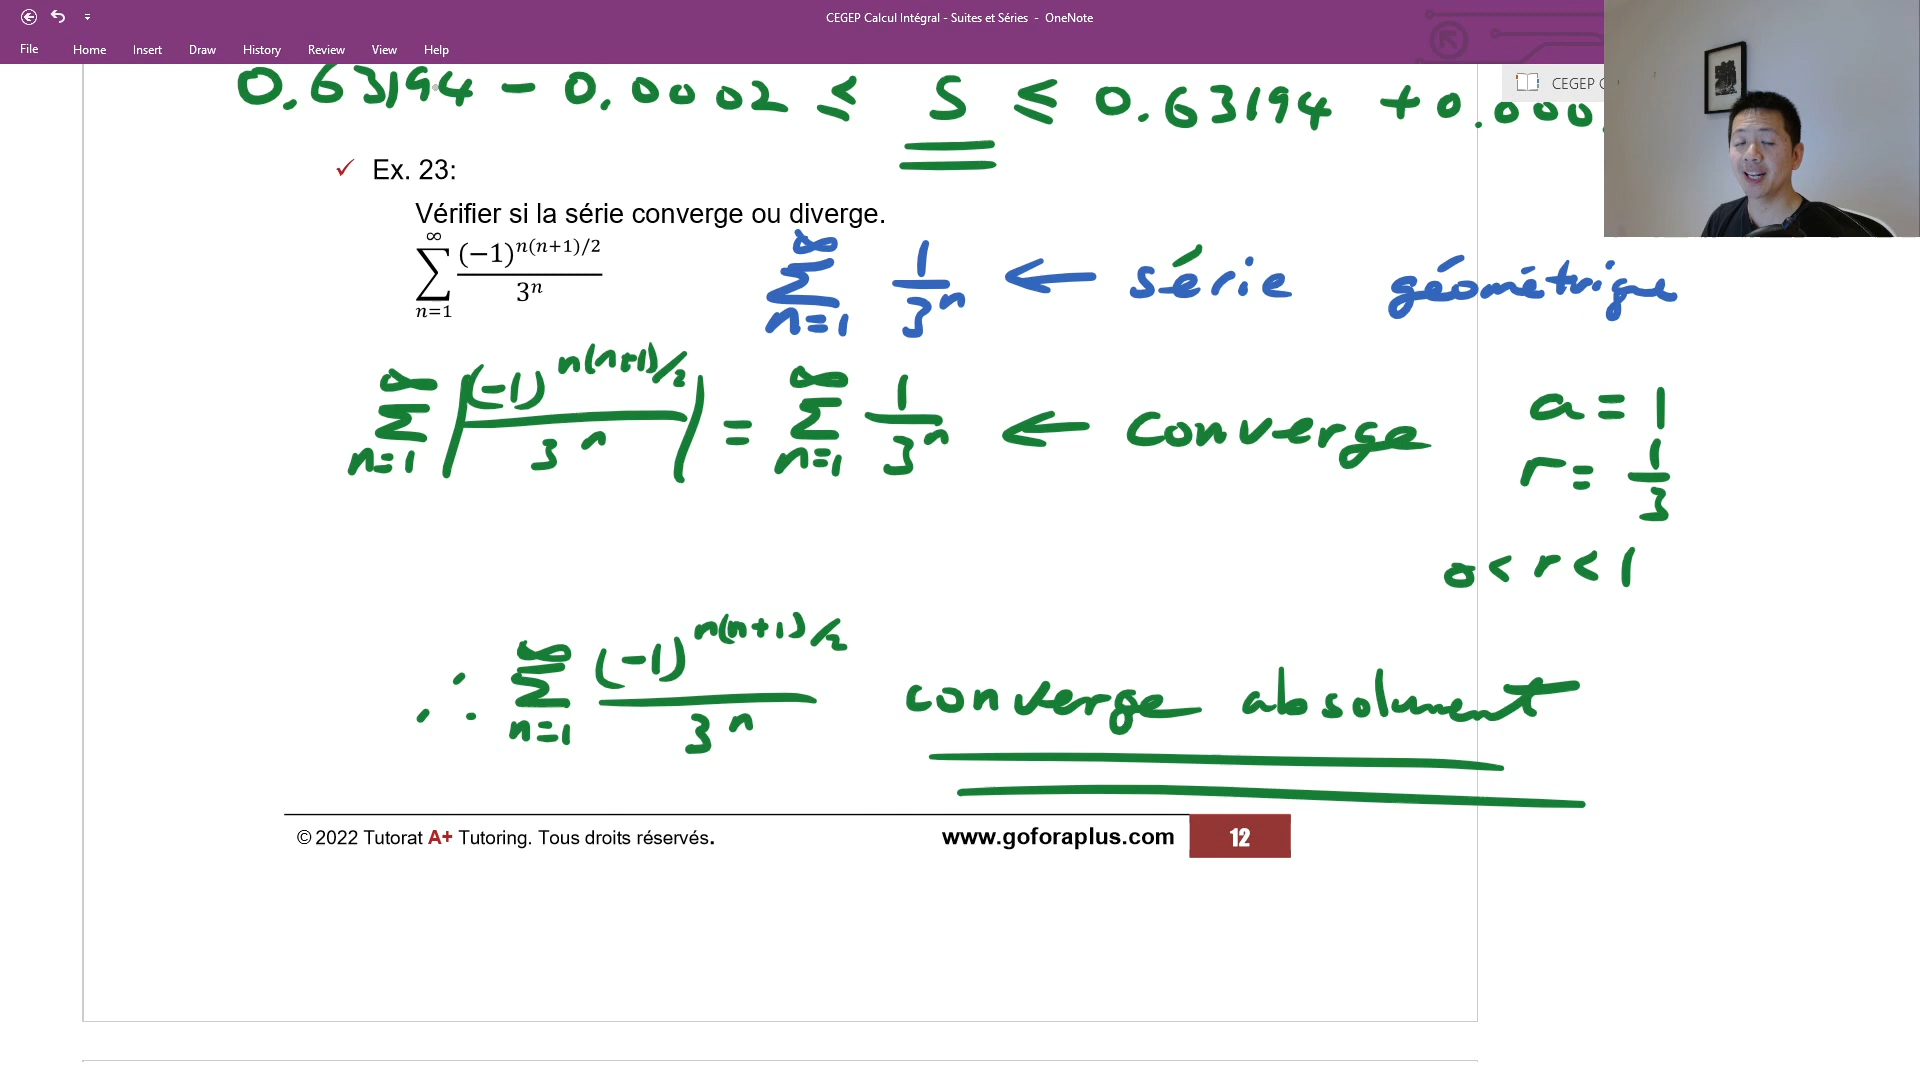 CEGEP Calcul Intégral - Suites et Séries - OneNote
File Home Insert Draw History Review View Help
CEGEP C
0.63194 - 0.0002 ≤ S ≤ 0.63194 + 0.000
✓ Ex. 23:
Vérifier si la série converge ou diverge.
∑_{n=1}^{∞} (−1)^{n(n+1)/2} / 3^n
∑_{n=1}^{∞} 1/3^n ← série géométrique
∑_{n=1}^{∞} |(-1)^{n(n+1)/2} / 3^n| = ∑_{n=1}^{∞} 1/3^n ← converge
a = 1
r = 1/3
0 < r < 1
∴ ∑_{n=1}^{∞} (-1)^{n(n+1)/2} / 3^n converge absolument
© 2022 Tutorat A+ Tutoring. Tous droits réservés.
www.goforaplus.com 12